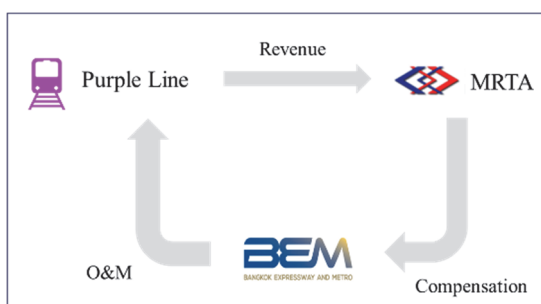 Revenue
Purple Line
MRTA
BEM
BANGKOK EXPRESSWAY AND METRO
O&M
Compensation